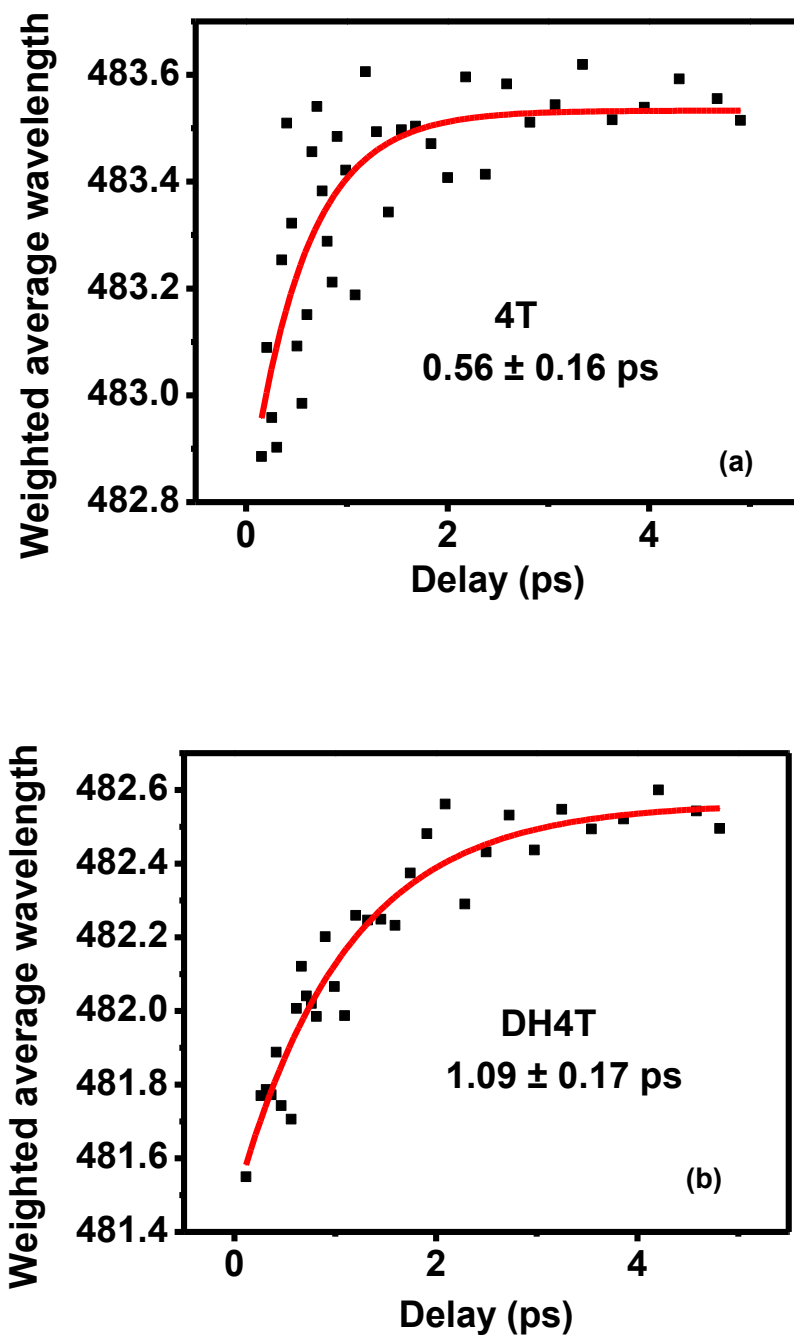 Weighted average wavelength
483.6
483.4
483.2
483.0
482.8
4T
0.56 ± 0.16 ps
(a)
0
2
4
Delay (ps)
Weighted average wavelength
482.6
482.4
482.2
482.0
481.8
481.6
481.4
DH4T
1.09 ± 0.17 ps
(b)
0
2
4
Delay (ps)